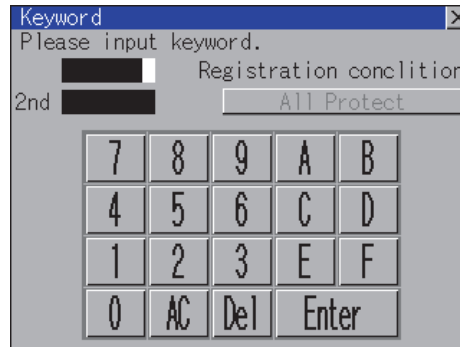 Keyword X
Please input keyword.
Registration conclition
2nd All Protect
7 8 9 A B
4 5 6 C D
1 2 3 E F
0 AC Del Enter